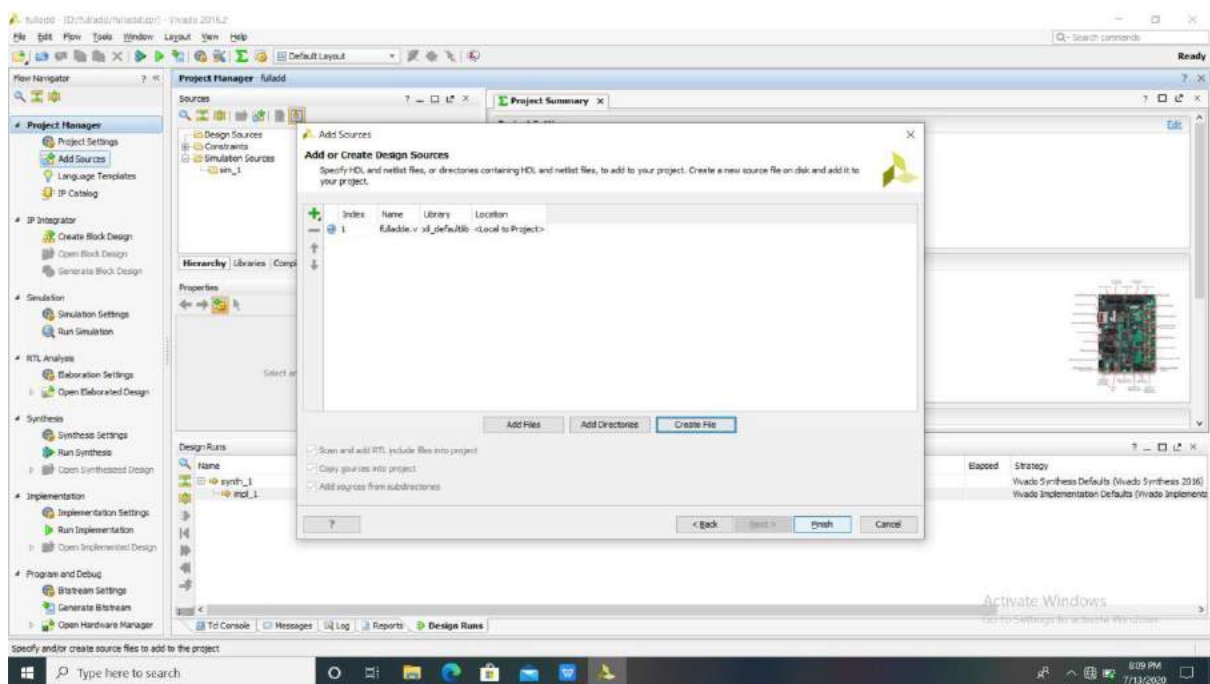 fulladd - [D:/fulladd/fulladd.xpr] - Vivado 2016.2
File Edit Flow Tools Window Layout View Help
Q- Search commands
Default Layout
Ready
Flow Navigator
Project Manager
Project Settings
Add Sources
Language Templates
IP Catalog
IP Integrator
Create Block Design
Open Block Design
Generate Block Design
Simulation
Simulation Settings
Run Simulation
RTL Analysis
Elaboration Settings
Open Elaborated Design
Synthesis
Synthesis Settings
Run Synthesis
Open Synthesized Design
Implementation
Implementation Settings
Run Implementation
Open Implemented Design
Program and Debug
Bitstream Settings
Generate Bitstream
Open Hardware Manager
Project Manager fulladd
Sources
Design Sources
Constraints
Simulation Sources
sim_1
Hierarchy Libraries
Properties
Project Summary
Edit
Add Sources
Add or Create Design Sources
Specify HDL and netlist files, or directories containing HDL and netlist files, to add to your project. Create a new source file on disk and add it to
your project.
Index Name Library Location
1 fulladde.v xil_defaultlib <Local to Project>
Add Files Add Directories Create File
Scan and add RTL include files into project
Copy sources into project
Add sources from subdirectories
? < Back Next > Finish Cancel
Design Runs
Name
synth_1
impl_1
Elapsed Strategy
Vivado Synthesis Defaults (Vivado Synthesis 2016)
Vivado Implementation Defaults (Vivado Implementa
Tcl Console Messages Log Reports Design Runs
Activate Windows
Go to Settings to activate Windows.
Specify and/or create source files to add to the project
Type here to search
8:09 PM
7/13/2020